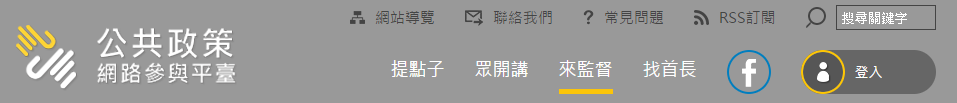 網站導覽 聯絡我們 ? 常見問題 RSS訂閱 搜尋關鍵字
公共政策
網路參與平臺
提點子 眾開講 來監督 找首長 f 登入